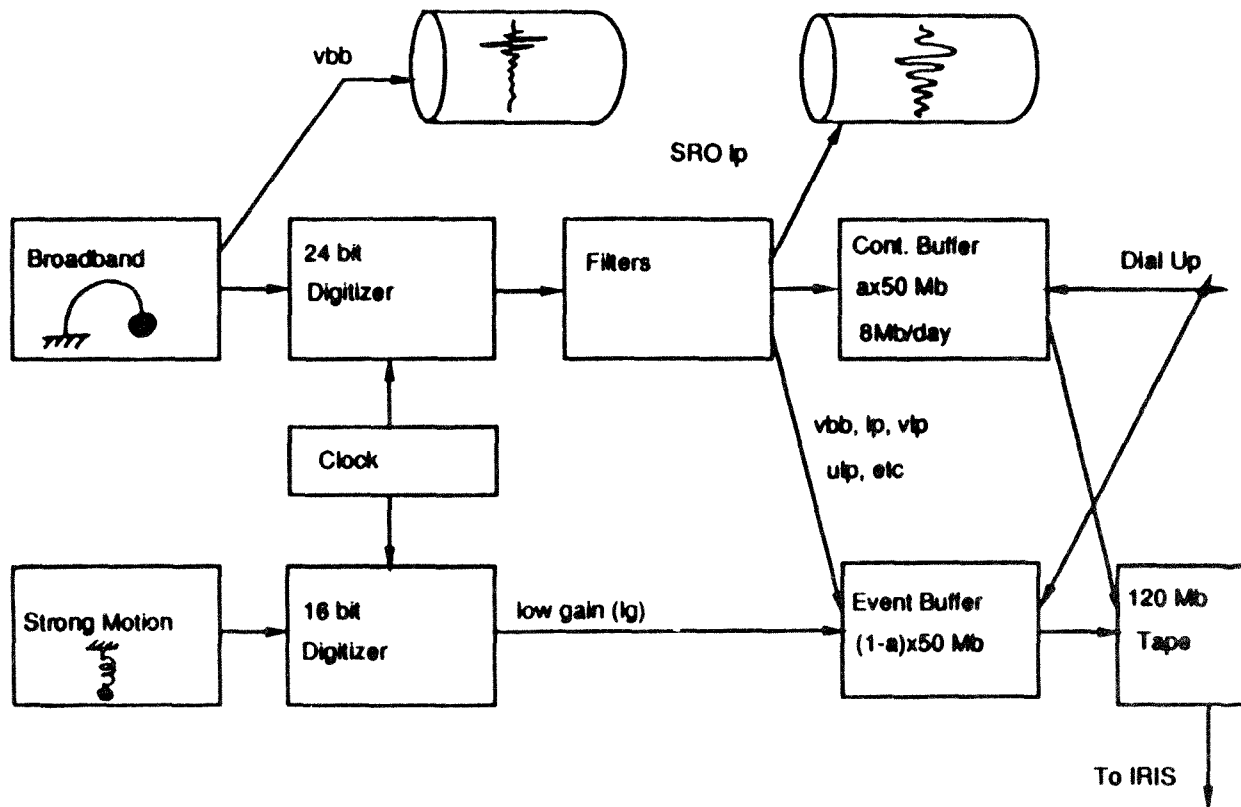 vbb
SRO lp
Broadband
24 bit
Digitizer
Filters
Cont. Buffer
ax50 Mb
8Mb/day
Dial Up
Clock
vbb, lp, vlp
ulp, etc
Strong Motion
16 bit
Digitizer
low gain (lg)
Event Buffer
(1-a)x50 Mb
120 Mb
Tape
To IRIS